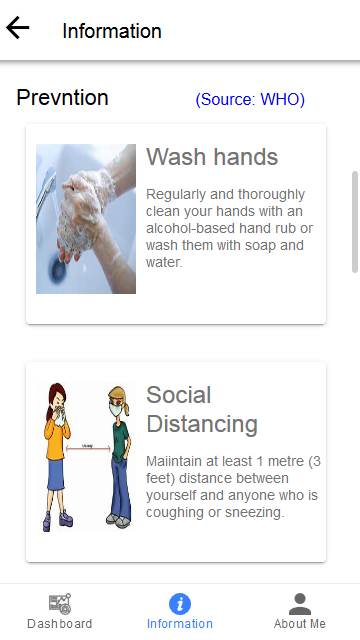 Information
Prevntion (Source: WHO)
Wash hands
Regularly and thoroughly
clean your hands with an
alcohol-based hand rub or
wash them with soap and
water.
Social
Distancing
Maiintain at least 1 metre (3
feet) distance between
yourself and anyone who is
coughing or sneezing.
Dashboard Information About Me